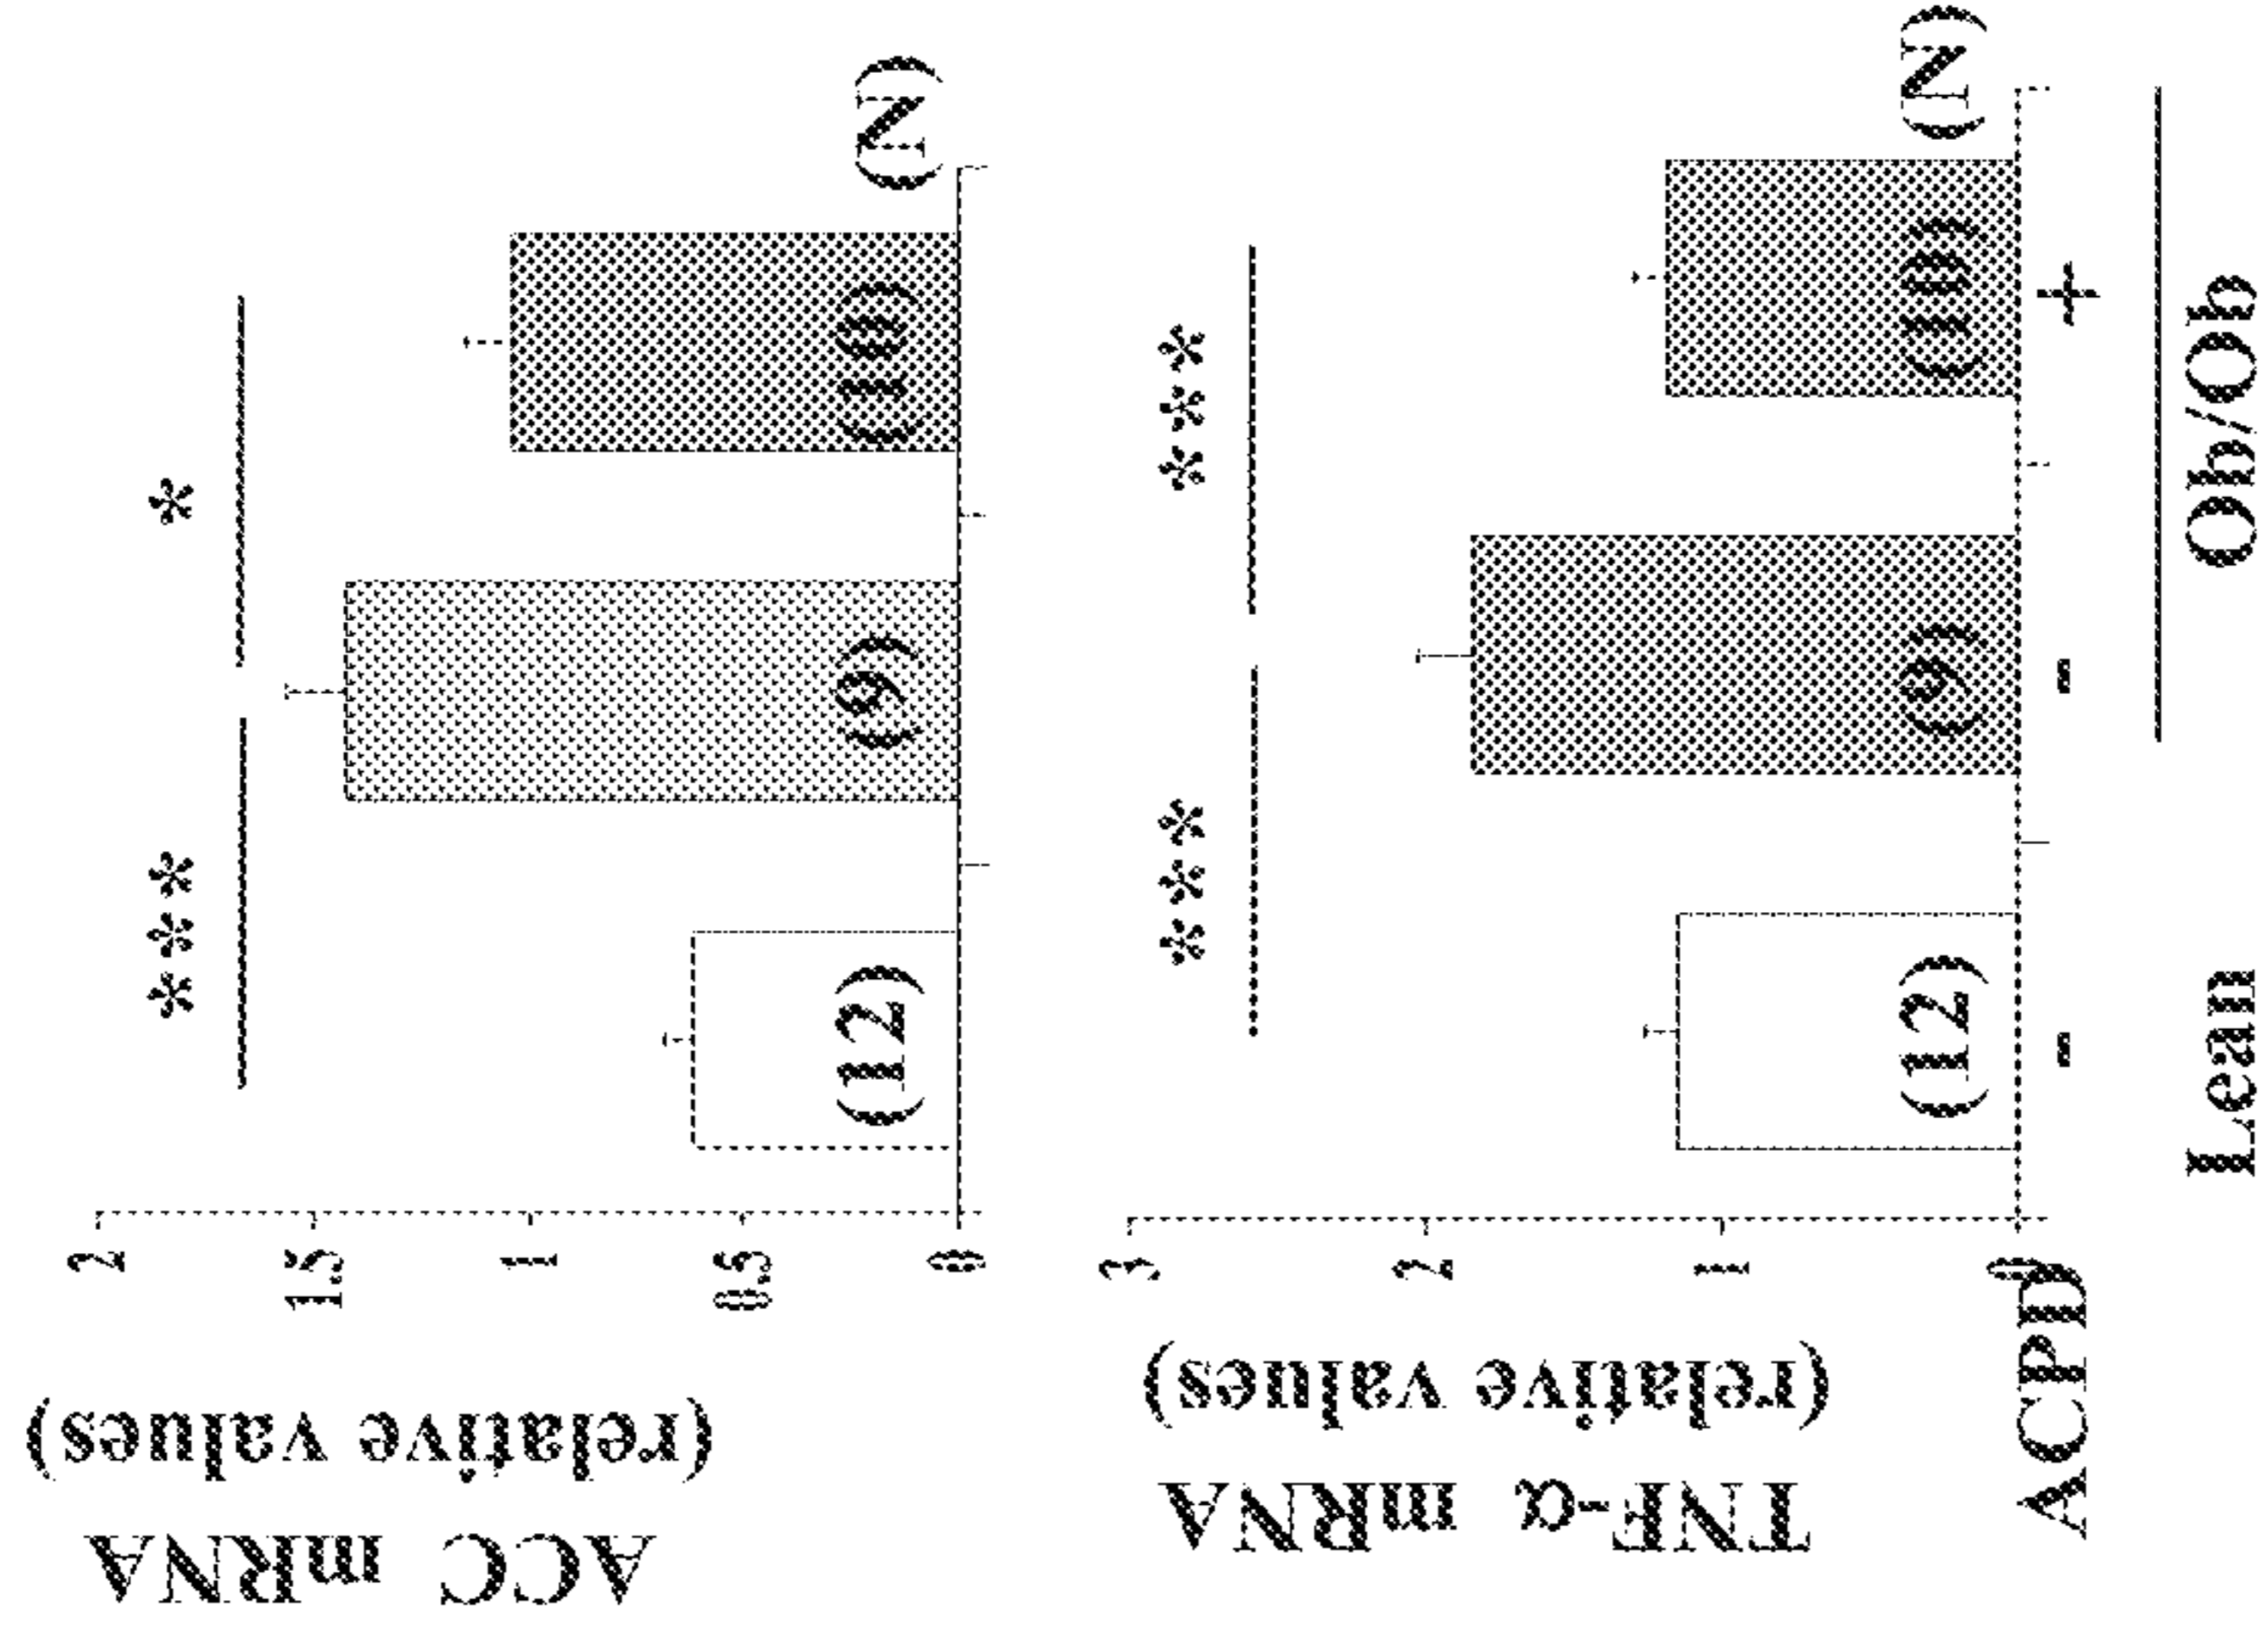 ACC mRNA
(relative values)
2
1.5
1
0.5
0
*** *
(12) (9) (10) (N)
TNF-α mRNA
(relative values)
3
2
1
0
*** ***
(12) (9) (10) (N)
ACPD - - +
Lean Ob/Ob